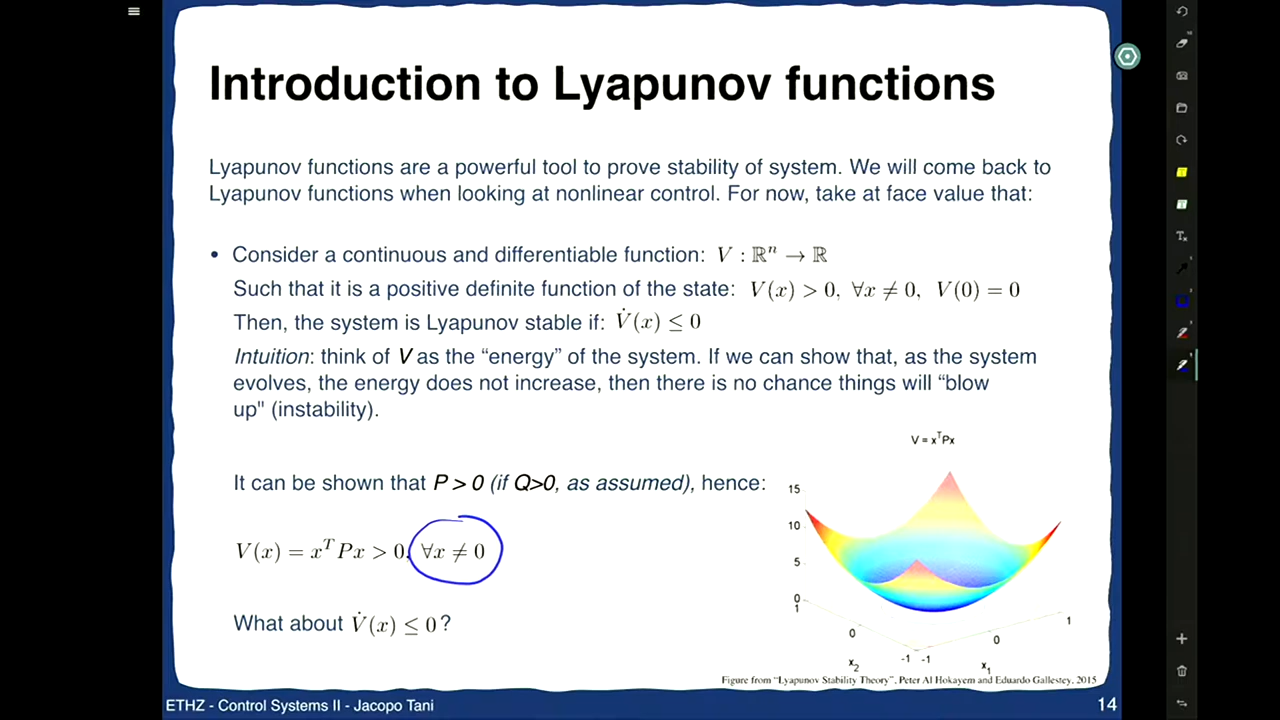 Introduction to Lyapunov functions
Lyapunov functions are a powerful tool to prove stability of system. We will come back to
Lyapunov functions when looking at nonlinear control. For now, take at face value that:
• Consider a continuous and differentiable function: V : ℝⁿ → ℝ
Such that it is a positive definite function of the state: V(x) > 0, ∀x ≠ 0, V(0) = 0
Then, the system is Lyapunov stable if: V̇(x) ≤ 0
Intuition: think of V as the “energy” of the system. If we can show that, as the system
evolves, the energy does not increase, then there is no chance things will “blow
up" (instability).
It can be shown that P > 0 (if Q>0, as assumed), hence:
V(x) = xᵀPx > 0, ∀x ≠ 0
What about V̇(x) ≤ 0?
V = xᵀPx
15
10
5
0
1
0
-1
-1
0
1
x₂
x₁
Figure from “Lyapunov Stability Theory”, Peter Al Hokayem and Eduardo Gallestey, 2015
ETHZ - Control Systems II - Jacopo Tani
14